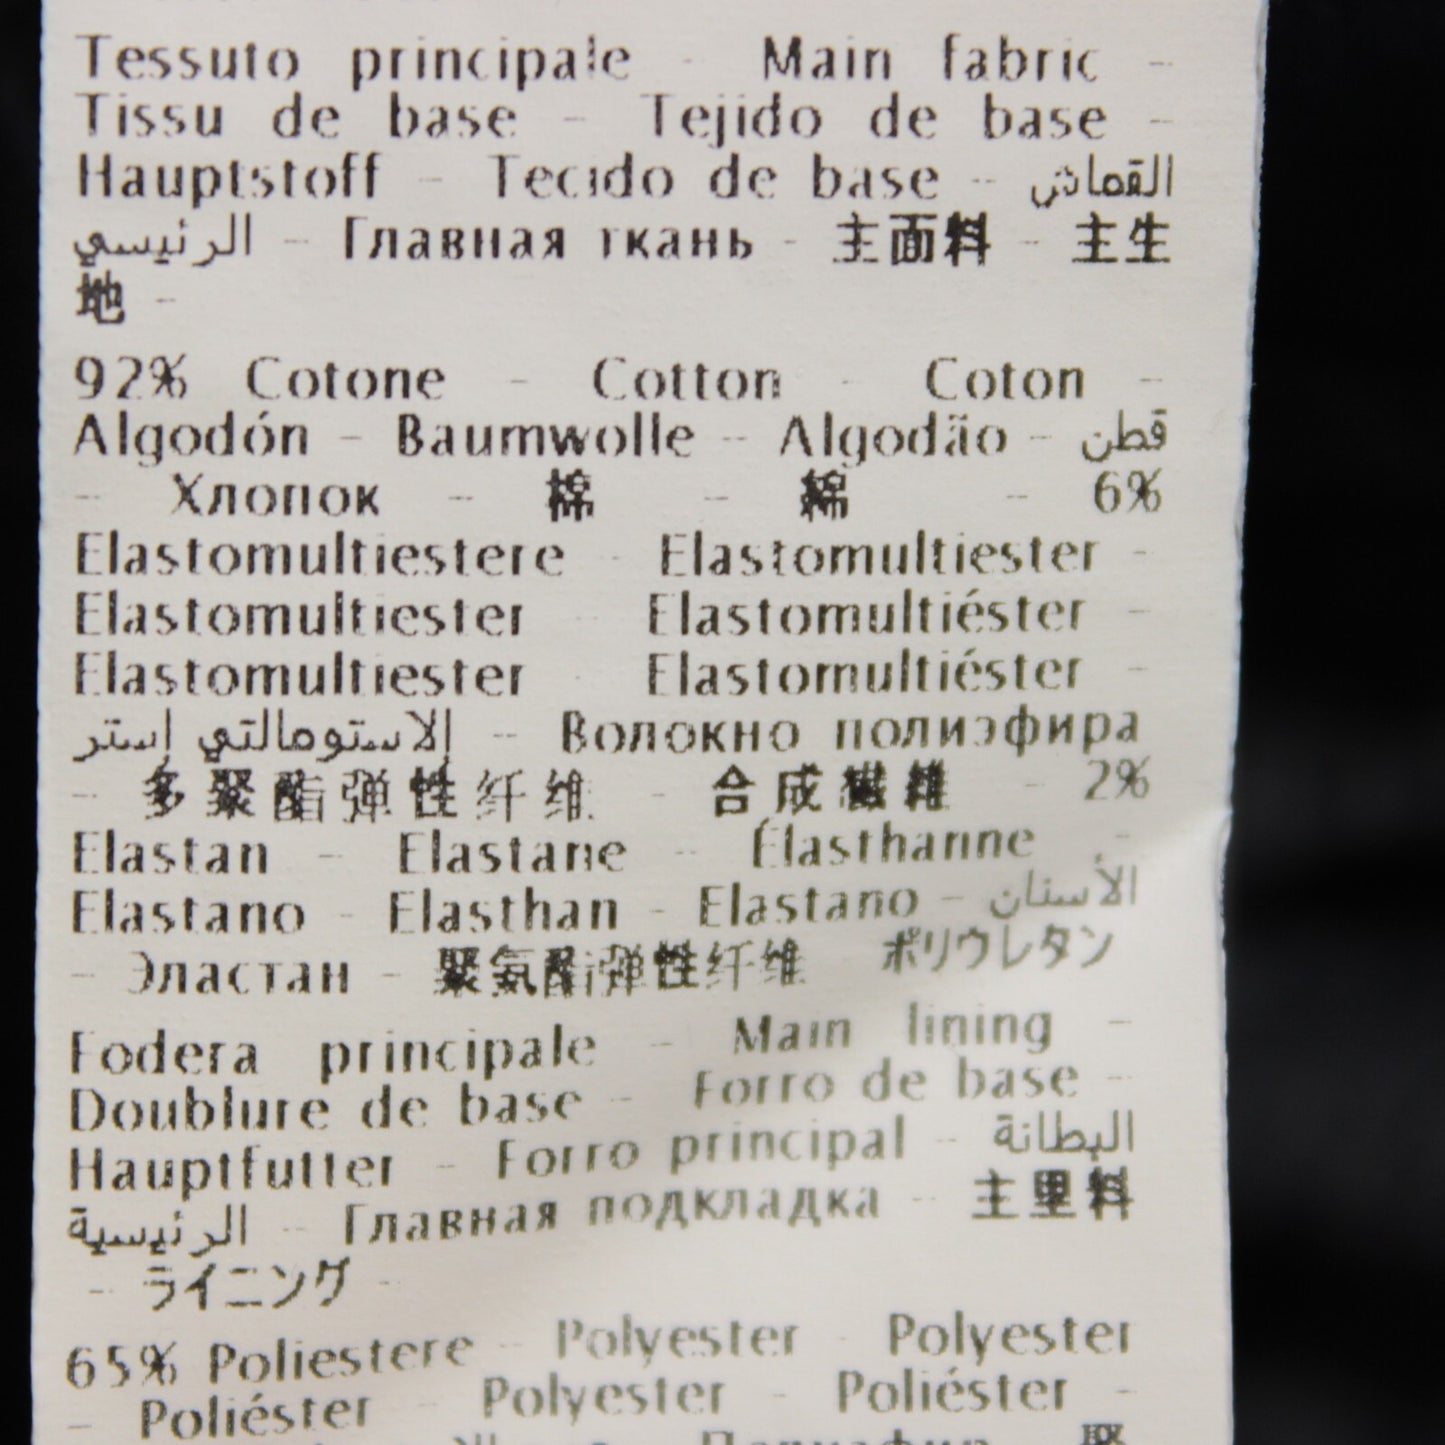 Tessuto principale - Main fabric -
Tissu de base - Tejido de base -
Hauptstoff - Tecido de base - القماش
الرئيسي - Главная ткань - 主面料 - 主生
地 -
92% Cotone - Cotton - Coton -
Algodón - Baumwolle - Algodão - قطن
- Хлопок - 棉 - 綿 - 6%
Elastomultiestere - Elastomultiester -
Elastomultiester - Elastomultiéster -
Elastomultiester - Elastomultiéster -
الاستومالتي إستر - Волокно полиэфира
- 多聚酯弹性纤维 - 合成繊維 - 2%
Elastan - Elastane - Élasthanne -
Elastano - Elasthan - Elastano - الأسنان
- Эластан - 聚氨酯弹性纤维 ポリウレタン
Fodera principale - Main lining -
Doublure de base - Forro de base -
Hauptfutter - Forro principal - البطانة
الرئيسية - Главная подкладка - 主里料
- ライニング -
65% Poliestere - Polyester - Polyester
- Poliéster - Polyester - Poliéster -